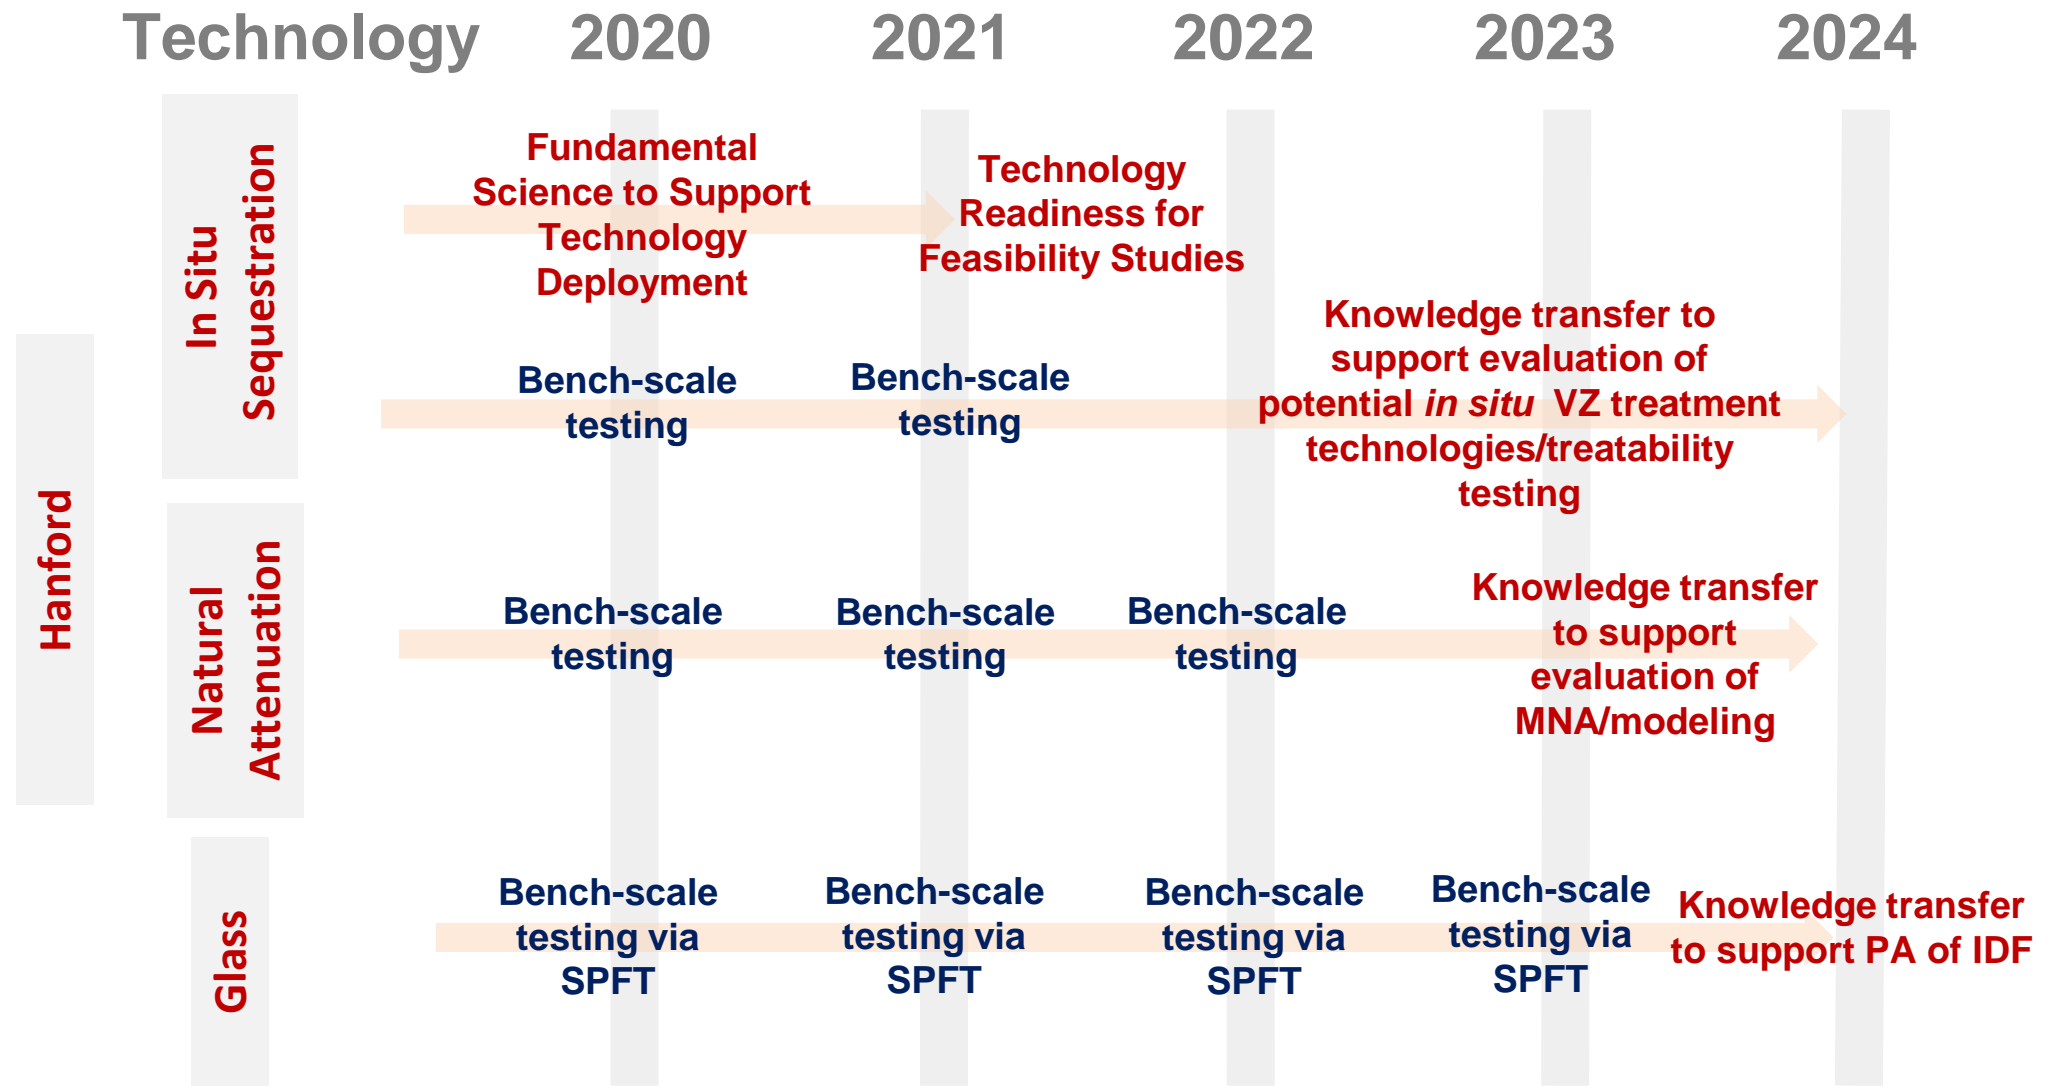 Technology 2020 2021 2022 2023 2024
Hanford
In Situ
Sequestration
Fundamental
Science to Support
Technology
Deployment
Technology
Readiness for
Feasibility Studies
Bench-scale
testing
Bench-scale
testing
Knowledge transfer to
support evaluation of
potential in situ VZ treatment
technologies/treatability
testing
Natural
Attenuation
Bench-scale
testing
Bench-scale
testing
Bench-scale
testing
Knowledge transfer
to support
evaluation of
MNA/modeling
Glass
Bench-scale
testing via
SPFT
Bench-scale
testing via
SPFT
Bench-scale
testing via
SPFT
Bench-scale
testing via
SPFT
Knowledge transfer
to support PA of IDF